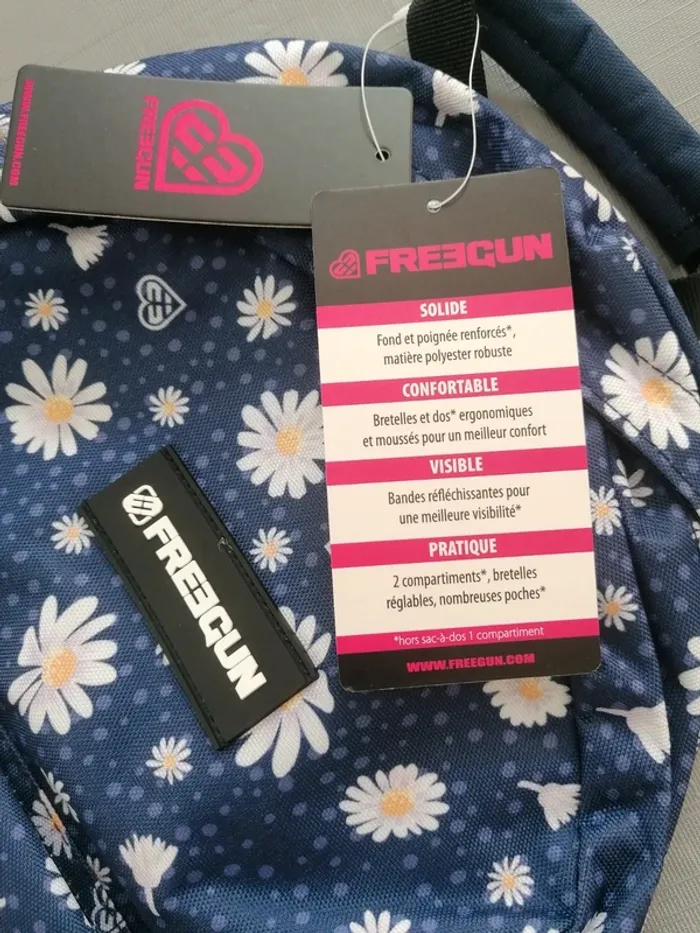 WWW.FREEGUN.COM
FREEGUN
FREEGUN
SOLIDE
Fond et poignée renforcés*,
matière polyester robuste
CONFORTABLE
Bretelles et dos* ergonomiques
et moussés pour un meilleur confort
VISIBLE
Bandes réfléchissantes pour
une meilleure visibilité*
PRATIQUE
2 compartiments*, bretelles
réglables, nombreuses poches*
*hors sac-à-dos 1 compartiment
WWW.FREEGUN.COM
FREEGUN